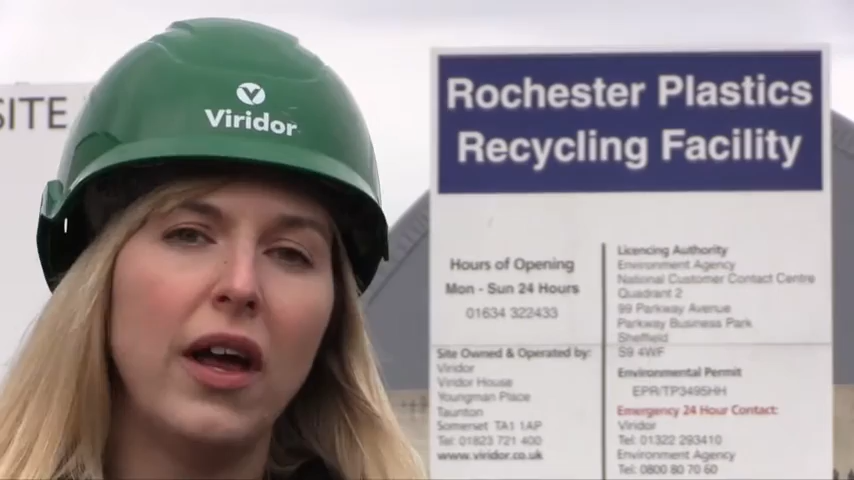 SITE
Viridor
Rochester Plastics
Recycling Facility
Hours of Opening
Mon - Sun 24 Hours
01634 322433
Site Owned & Operated by:
Viridor
Viridor House
Youngman Place
Taunton
Somerset TA1 1AP
Tel: 01823 721 400
www.viridor.co.uk
Licencing Authority
Environment Agency
National Customer Contact Centre
Quadrant 2
99 Parkway Avenue
Parkway Business Park
Sheffield
S9 4WF
Environmental Permit
EPR/TP3495HH
Emergency 24 Hour Contact:
Viridor
Tel: 01322 293410
Environment Agency
Tel: 0800 80 70 60